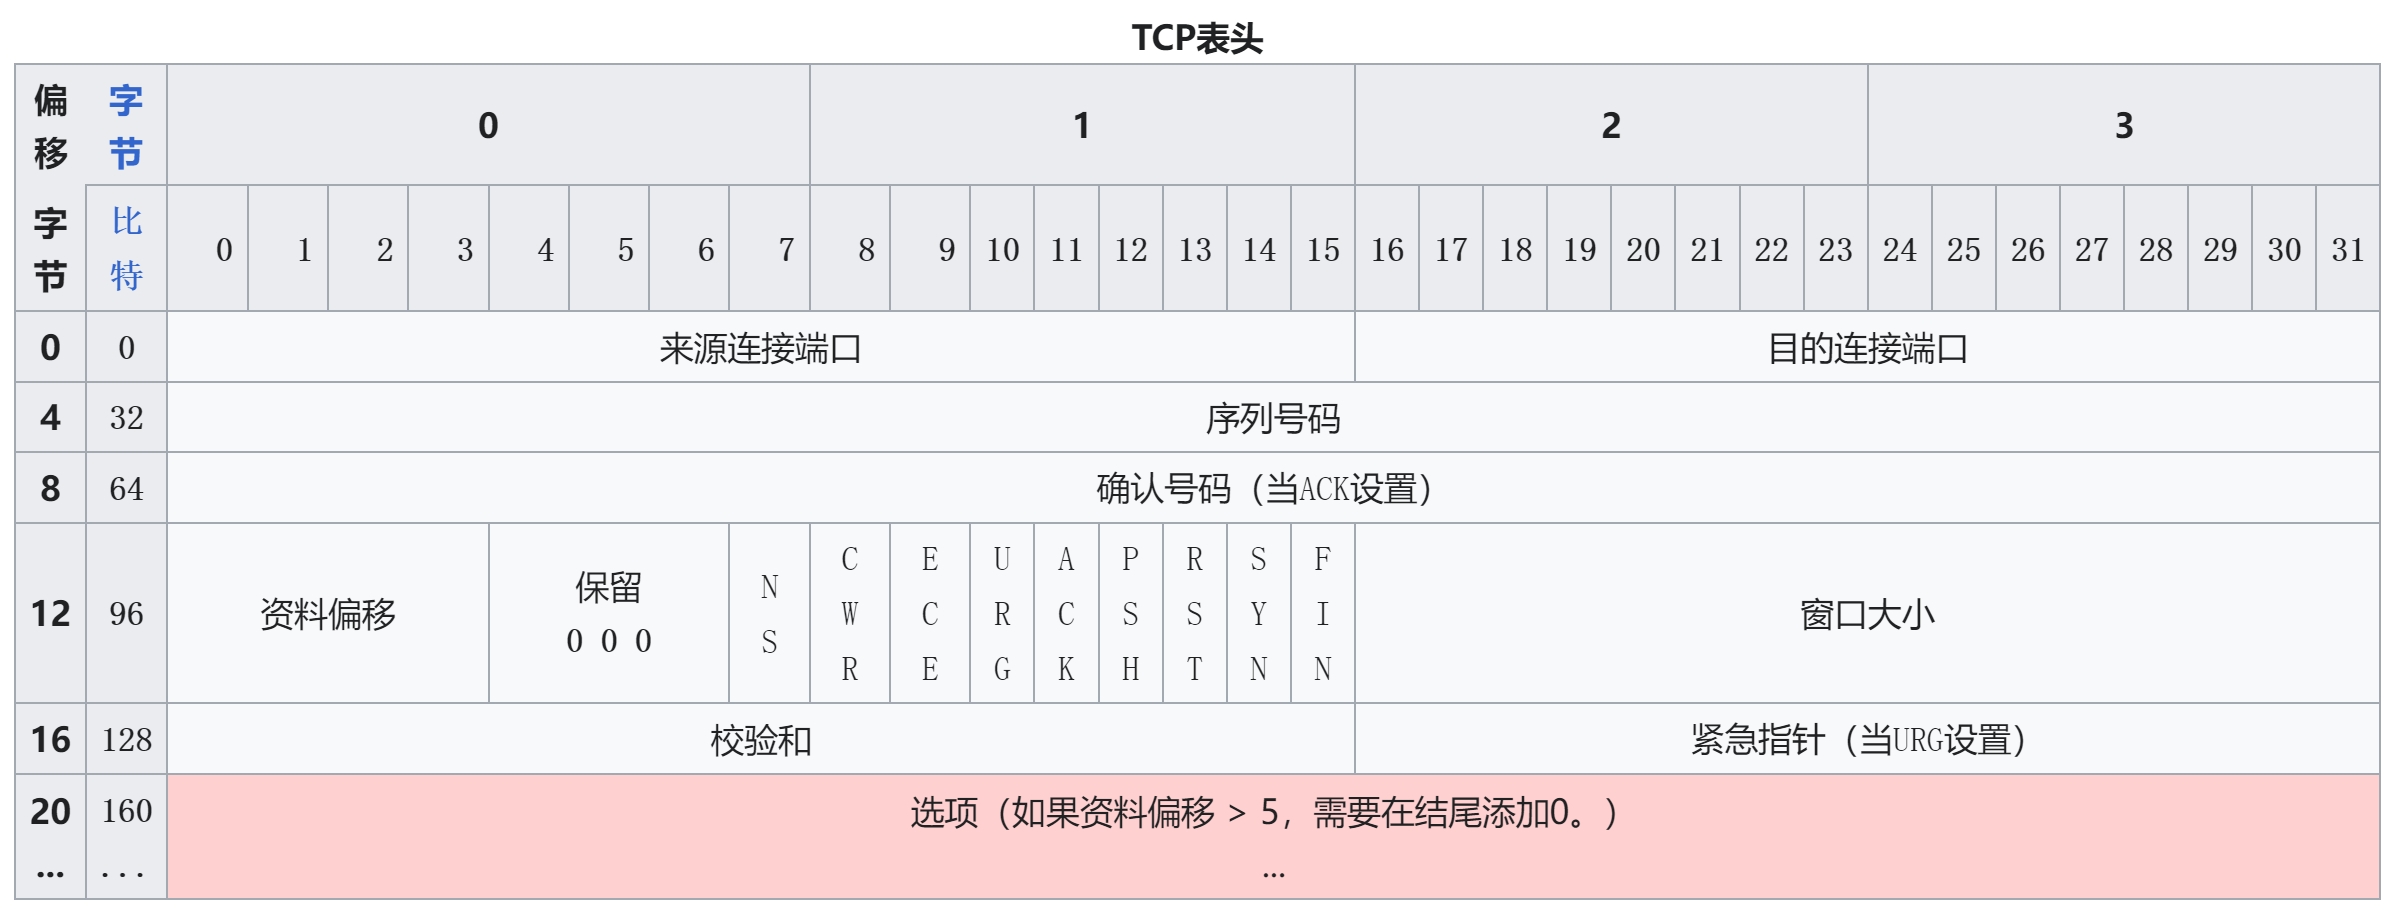 TCP表头
偏移 字节 0 1 2 3
字节 比特 0 1 2 3 4 5 6 7 8 9 10 11 12 13 14 15 16 17 18 19 20 21 22 23 24 25 26 27 28 29 30 31
0 0 来源连接端口 目的连接端口
4 32 序列号码
8 64 确认号码（当ACK设置）
12 96 资料偏移 保留 0 0 0 NS CWR ECE URG ACK PSH RST SYN FIN 窗口大小
16 128 校验和 紧急指针（当URG设置）
20 160 选项（如果资料偏移 > 5，需要在结尾添加0。）
... ... ...